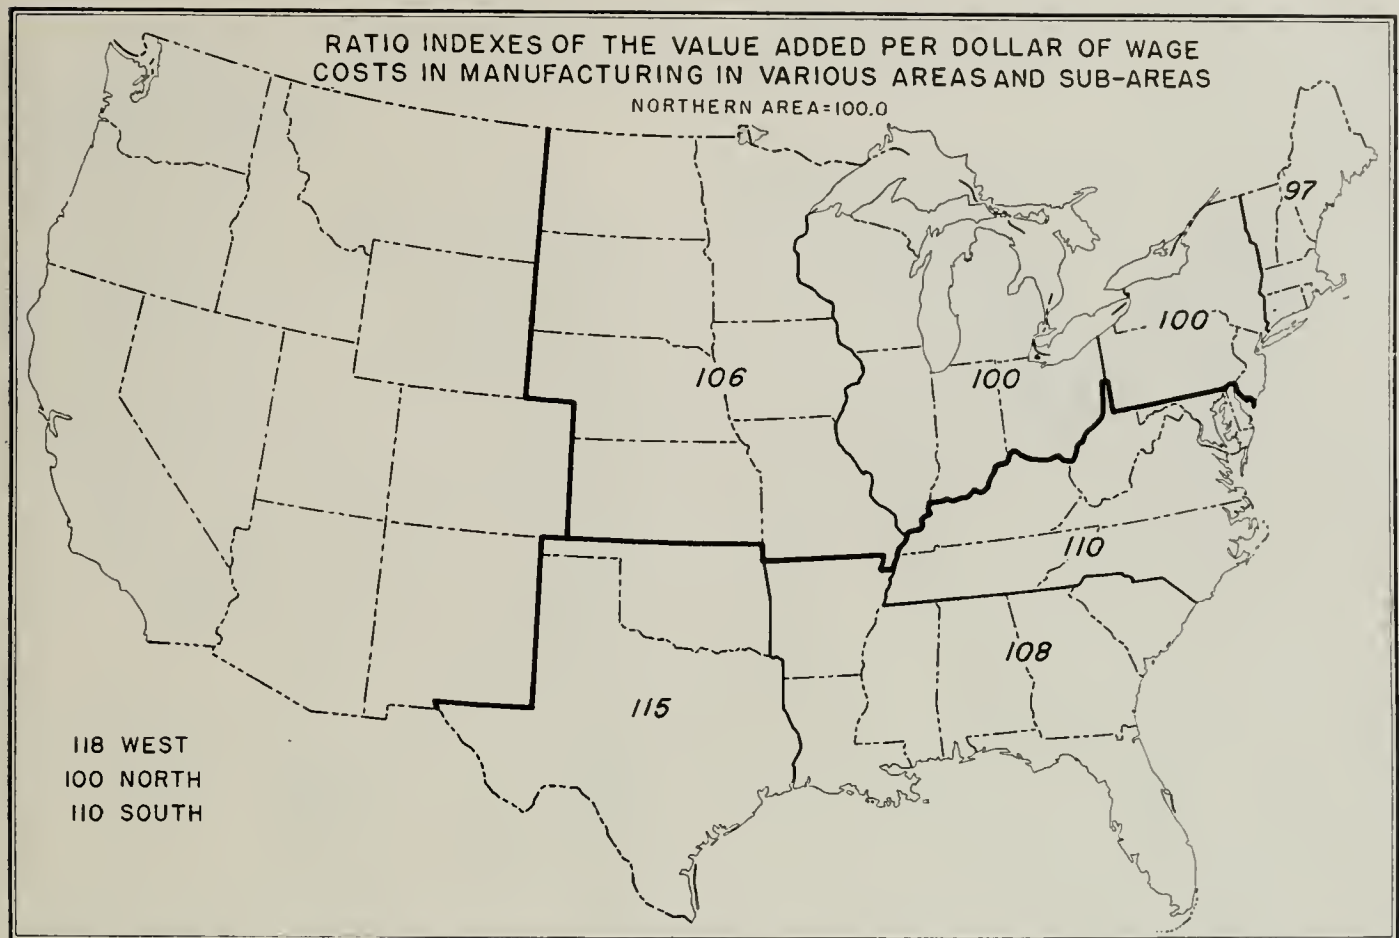 RATIO INDEXES OF THE VALUE ADDED PER DOLLAR OF WAGE
COSTS IN MANUFACTURING IN VARIOUS AREAS AND SUB-AREAS
NORTHERN AREA=100.0
97
100
106
100
110
108
115
118 WEST
100 NORTH
110 SOUTH